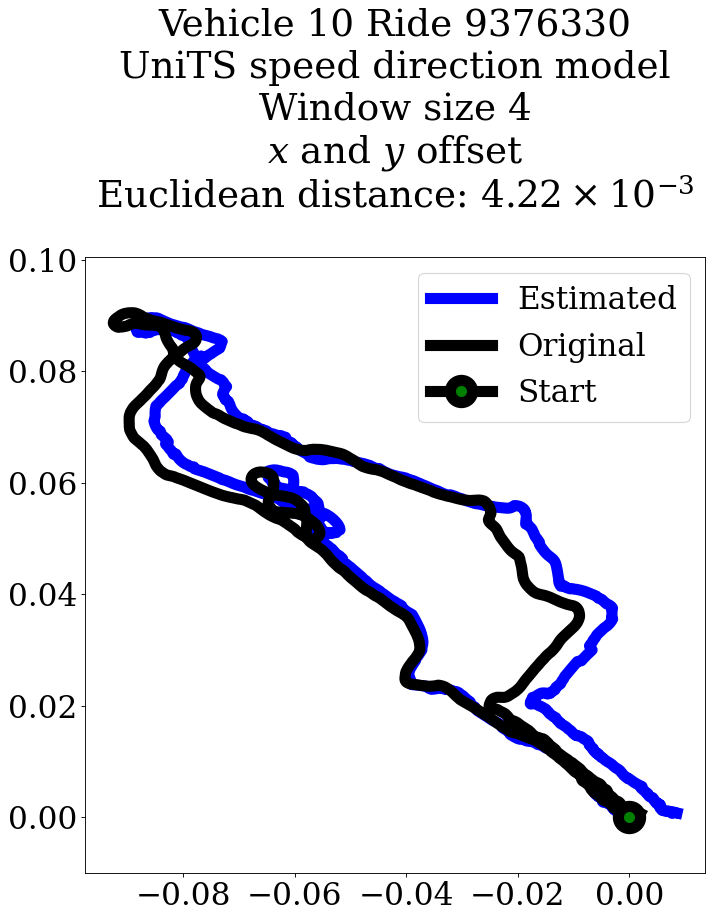 Vehicle 10 Ride 9376330
UniTS speed direction model
Window size 4
x and y offset
Euclidean distance: 4.22 × 10⁻³
0.10
0.08
0.06
0.04
0.02
0.00
Estimated
Original
Start
−0.08 −0.06 −0.04 −0.02 0.00